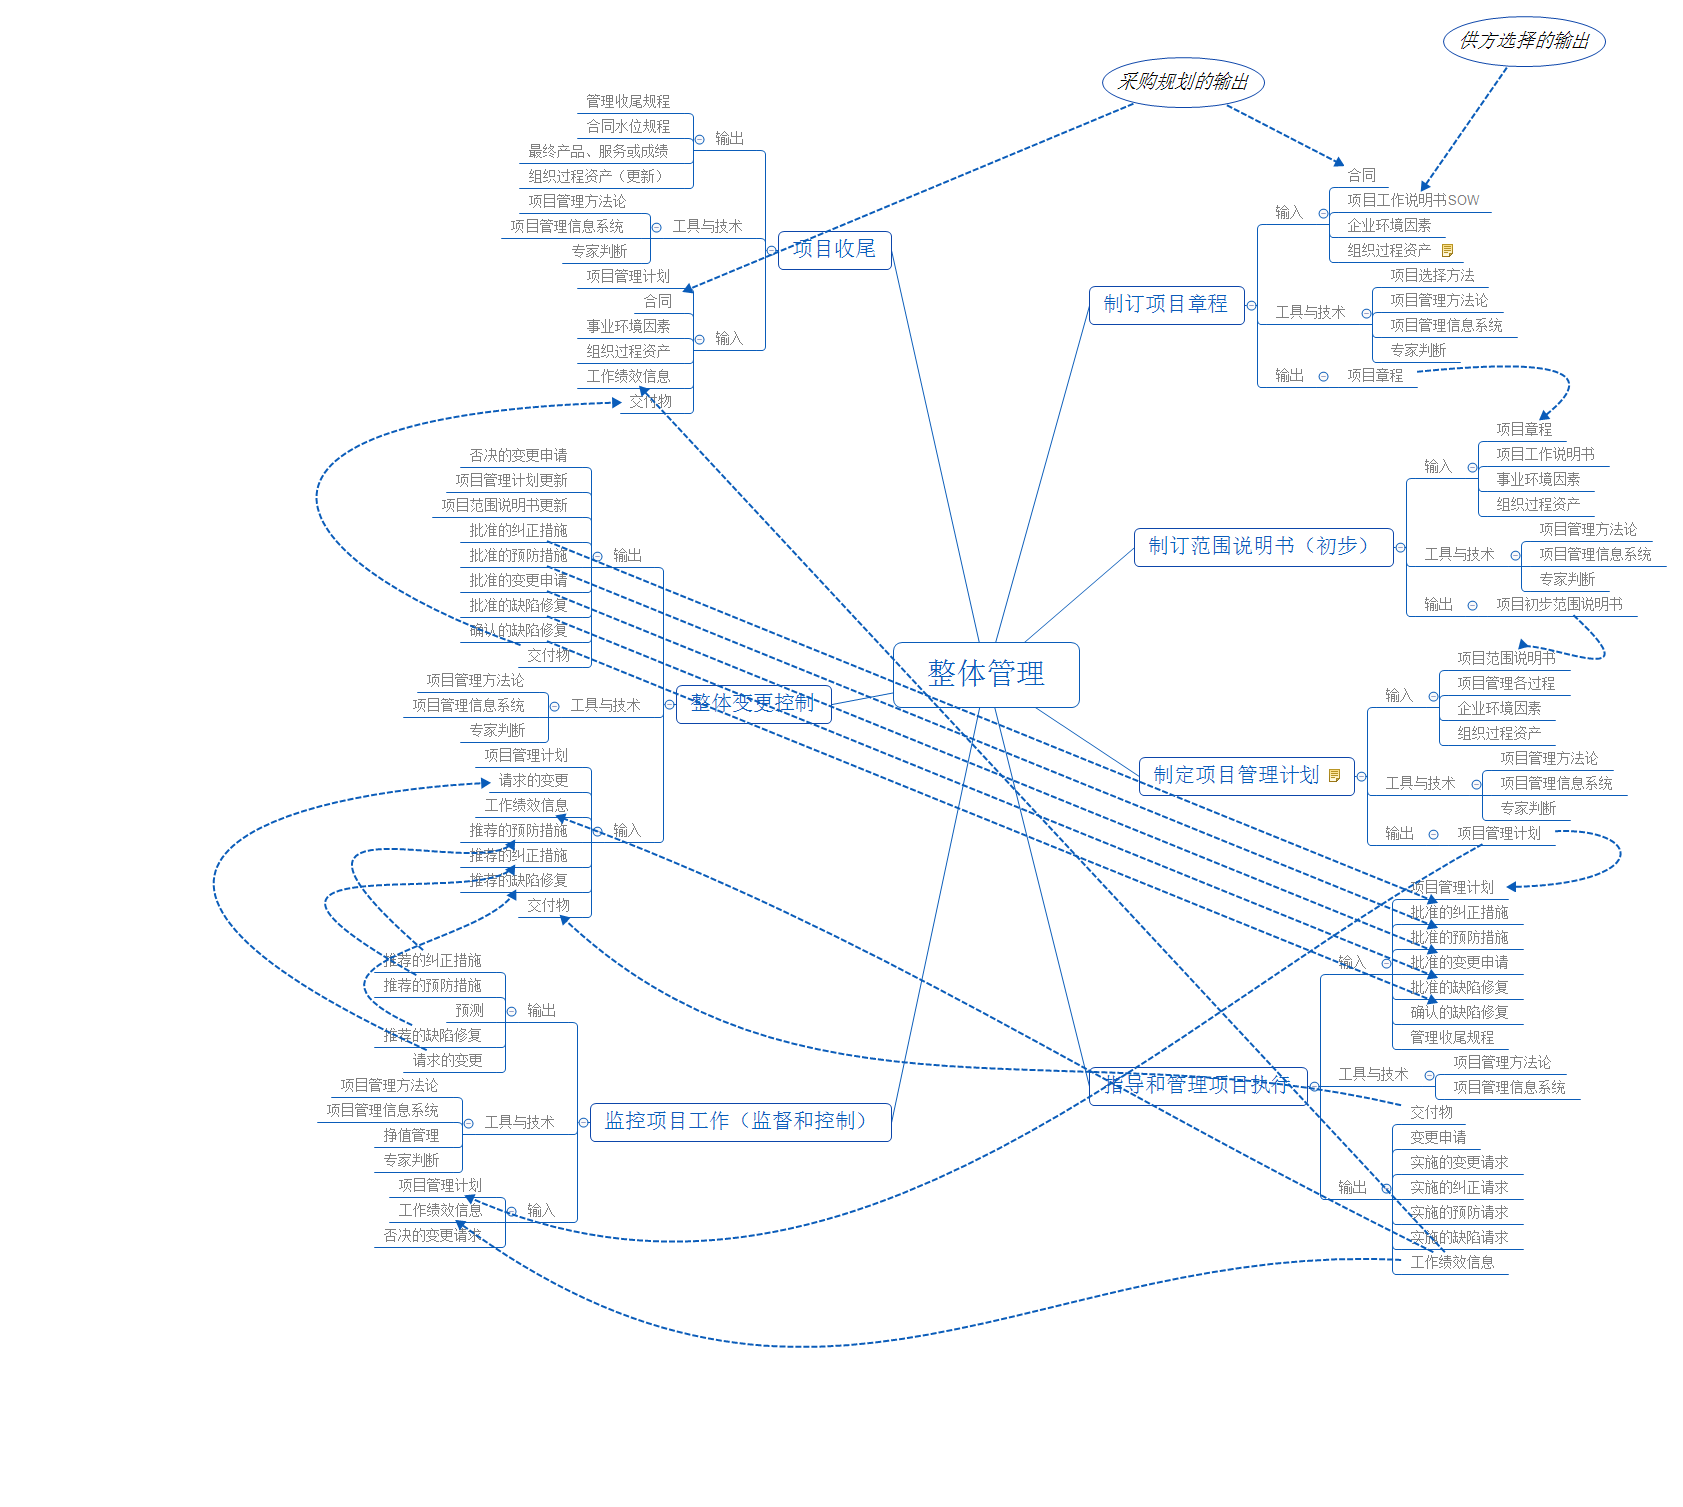 供方选择的输出
采购规划的输出
整体管理
制订项目章程
输入
合同
项目工作说明书SOW
企业环境因素
组织过程资产
工具与技术
项目选择方法
项目管理方法论
项目管理信息系统
专家判断
输出
项目章程
制订范围说明书（初步）
输入
项目章程
项目工作说明书
事业环境因素
组织过程资产
工具与技术
项目管理方法论
项目管理信息系统
专家判断
输出
项目初步范围说明书
制定项目管理计划
输入
项目范围说明书
项目管理各过程
企业环境因素
组织过程资产
工具与技术
项目管理方法论
项目管理信息系统
专家判断
输出
项目管理计划
指导和管理项目执行
输入
项目管理计划
批准的纠正措施
批准的预防措施
批准的变更申请
批准的缺陷修复
确认的缺陷修复
管理收尾规程
工具与技术
项目管理方法论
项目管理信息系统
输出
交付物
变更申请
实施的变更请求
实施的纠正请求
实施的预防请求
实施的缺陷请求
工作绩效信息
项目收尾
输出
管理收尾规程
合同水位规程
最终产品、服务或成绩
组织过程资产（更新）
工具与技术
项目管理方法论
项目管理信息系统
专家判断
输入
项目管理计划
合同
事业环境因素
组织过程资产
工作绩效信息
交付物
整体变更控制
输出
否决的变更申请
项目管理计划更新
项目范围说明书更新
批准的纠正措施
批准的预防措施
批准的变更申请
批准的缺陷修复
确认的缺陷修复
交付物
工具与技术
项目管理方法论
项目管理信息系统
专家判断
输入
项目管理计划
请求的变更
工作绩效信息
推荐的预防措施
推荐的纠正措施
推荐的缺陷修复
交付物
监控项目工作（监督和控制）
输出
推荐的纠正措施
推荐的预防措施
预测
推荐的缺陷修复
请求的变更
工具与技术
项目管理方法论
项目管理信息系统
挣值管理
专家判断
输入
项目管理计划
工作绩效信息
否决的变更请求